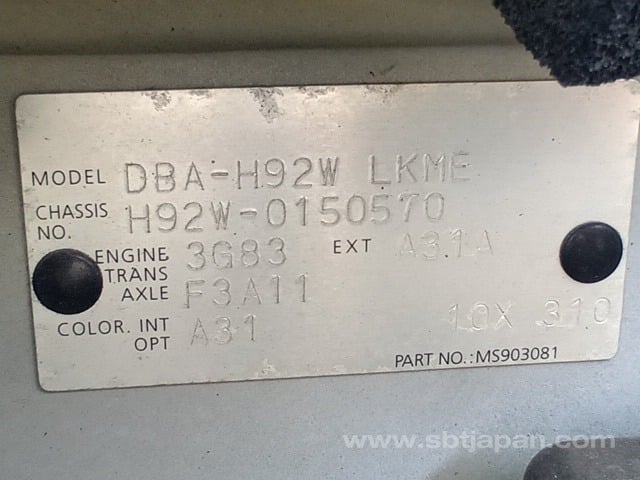 MODEL DBA-H92W LKME
CHASSIS NO. H92W-0150570
ENGINE 3G83 EXT A31A
TRANS AXLE F3A11
COLOR. INT A31
OPT 10X 310
PART NO.:MS903081
www.sbtjapan.com